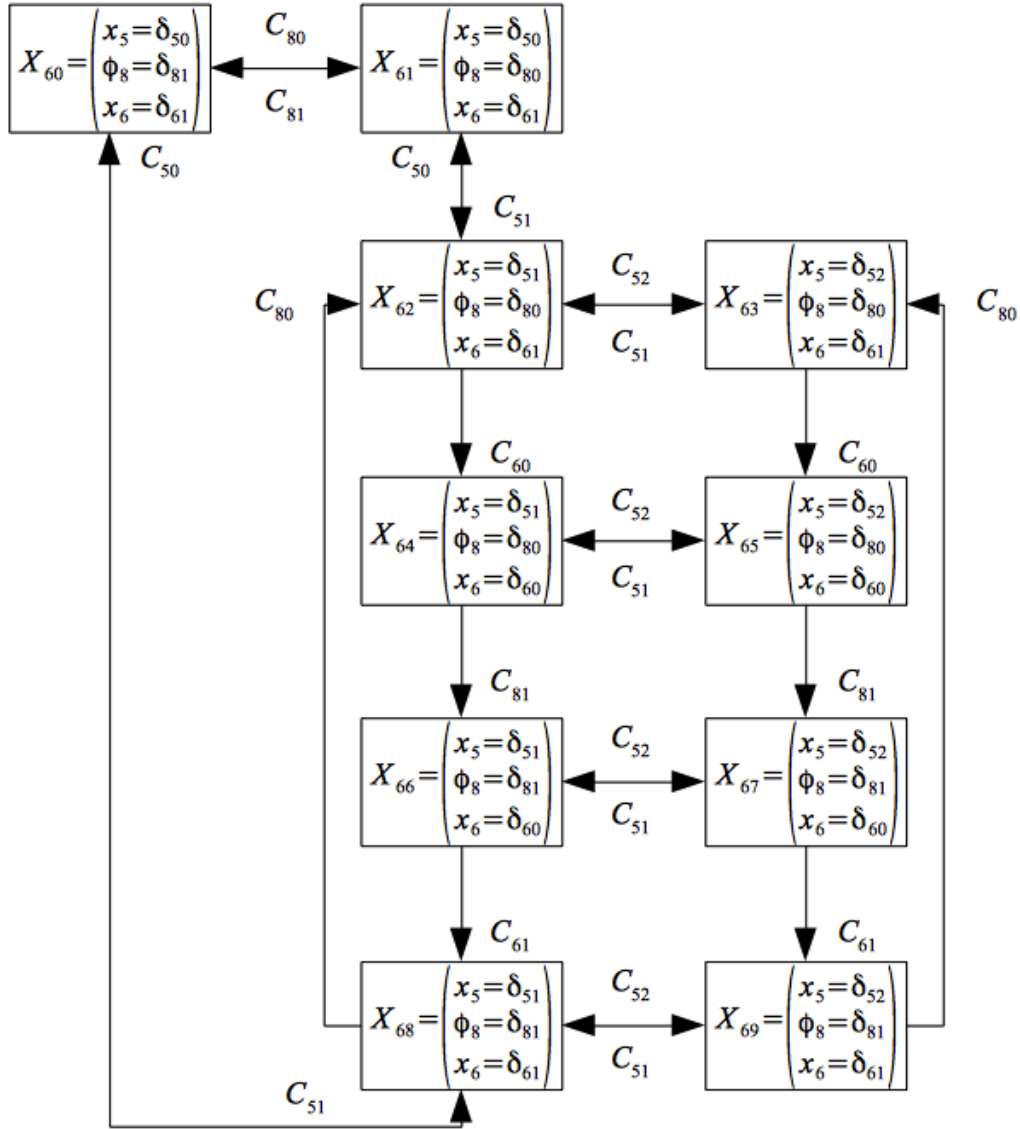 X₆₀= ( x₅=δ₅₀ ϕ₈=δ₈₁ x₆=δ₆₁ )
C₈₀
C₈₁
X₆₁= ( x₅=δ₅₀ ϕ₈=δ₈₀ x₆=δ₆₁ )
C₅₀
C₅₀
C₅₁
C₈₀
X₆₂= ( x₅=δ₅₁ ϕ₈=δ₈₀ x₆=δ₆₁ )
C₅₂
C₅₁
X₆₃= ( x₅=δ₅₂ ϕ₈=δ₈₀ x₆=δ₆₁ )
C₈₀
C₆₀
C₆₀
X₆₄= ( x₅=δ₅₁ ϕ₈=δ₈₀ x₆=δ₆₀ )
C₅₂
C₅₁
X₆₅= ( x₅=δ₅₂ ϕ₈=δ₈₀ x₆=δ₆₀ )
C₈₁
C₈₁
X₆₆= ( x₅=δ₅₁ ϕ₈=δ₈₁ x₆=δ₆₀ )
C₅₂
C₅₁
X₆₇= ( x₅=δ₅₂ ϕ₈=δ₈₁ x₆=δ₆₀ )
C₆₁
C₆₁
X₆₈= ( x₅=δ₅₁ ϕ₈=δ₈₁ x₆=δ₆₁ )
C₅₂
C₅₁
X₆₉= ( x₅=δ₅₂ ϕ₈=δ₈₁ x₆=δ₆₁ )
C₅₁